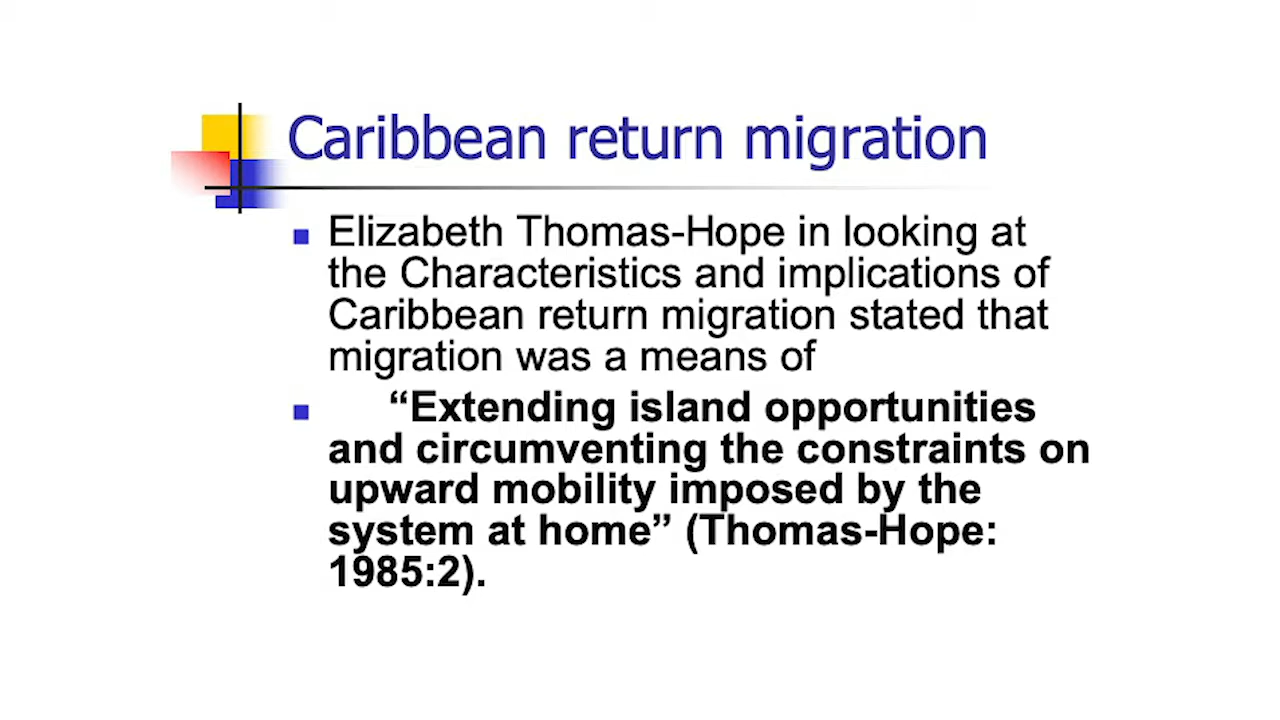 Caribbean return migration
Elizabeth Thomas-Hope in looking at
the Characteristics and implications of
Caribbean return migration stated that
migration was a means of
“Extending island opportunities
and circumventing the constraints on
upward mobility imposed by the
system at home” (Thomas-Hope:
1985:2).